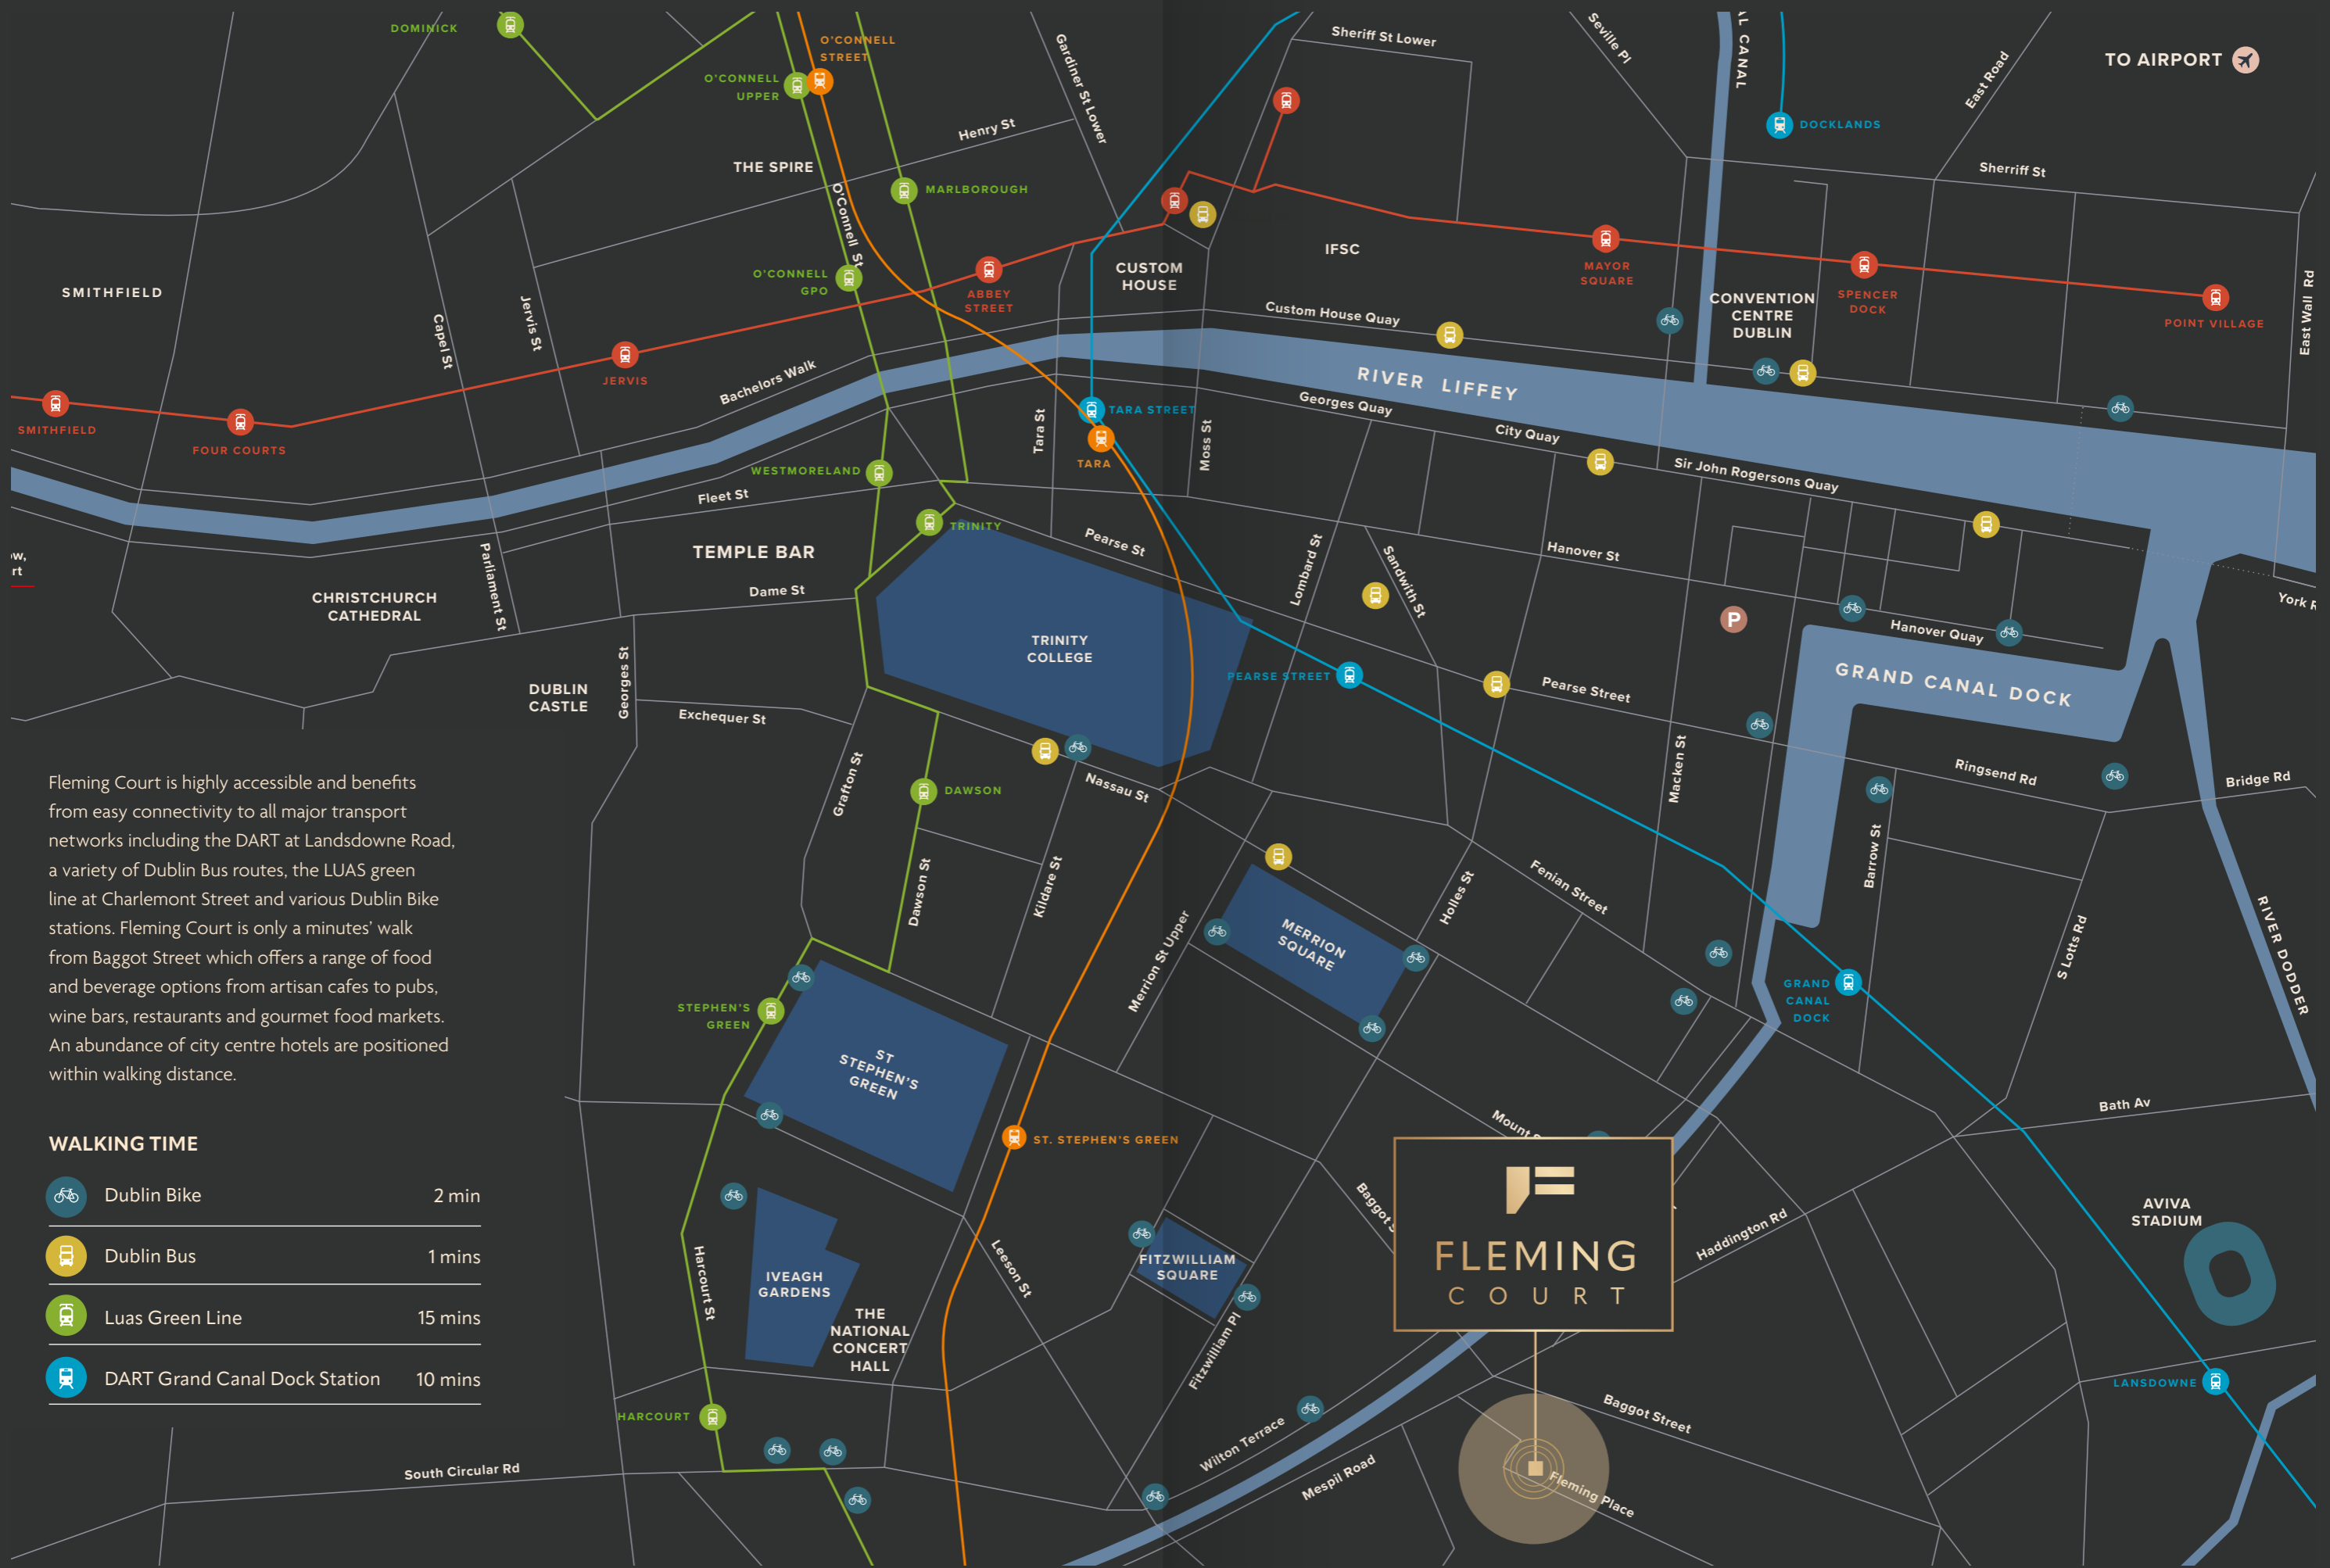 DOMINICK
O'CONNELL
STREET
O'CONNELL
UPPER
Gardiner St Lower
Sheriff St Lower
Seville Pl
AL CANAL
East Road
TO AIRPORT
DOCKLANDS
Henry St
THE SPIRE
MARLBOROUGH
O'Connell St
Sherriff St
SMITHFIELD
O'CONNELL
GPO
ABBEY
STREET
CUSTOM
HOUSE
IFSC
MAYOR
SQUARE
CONVENTION
CENTRE
DUBLIN
SPENCER
DOCK
POINT VILLAGE
East Wall Rd
Capel St
Jervis St
JERVIS
Bachelors Walk
Custom House Quay
RIVER LIFFEY
SMITHFIELD
FOUR COURTS
TARA STREET
TARA
Tara St
Moss St
Georges Quay
City Quay
Sir John Rogersons Quay
WESTMORELAND
Fleet St
TRINITY
TEMPLE BAR
Pearse St
Lombard St
Sandwith St
Hanover St
ow,
rt
Parliament St
CHRISTCHURCH
CATHEDRAL
Dame St
TRINITY
COLLEGE
P
Hanover Quay
York R
GRAND CANAL DOCK
DUBLIN
CASTLE
Georges St
Exchequer St
PEARSE STREET
Pearse Street
Macken St
Grafton St
DAWSON
Nassau St
Ringsend Rd
Bridge Rd
Fleming Court is highly accessible and benefits
from easy connectivity to all major transport
networks including the DART at Landsdowne Road,
a variety of Dublin Bus routes, the LUAS green
line at Charlemont Street and various Dublin Bike
stations. Fleming Court is only a minutes' walk
from Baggot Street which offers a range of food
and beverage options from artisan cafes to pubs,
wine bars, restaurants and gourmet food markets.
An abundance of city centre hotels are positioned
within walking distance.
Dawson St
Kildare St
Merrion St Upper
MERRION
SQUARE
Holles St
Fenian Street
Barrow St
S Lotts Rd
RIVER DODDER
GRAND
CANAL
DOCK
STEPHEN'S
GREEN
ST
STEPHEN'S
GREEN
WALKING TIME
Dublin Bike 2 min
Dublin Bus 1 mins
Luas Green Line 15 mins
DART Grand Canal Dock Station 10 mins
ST. STEPHEN'S GREEN
Mount S
Bath Av
Baggot S
FLEMING
COURT
Haddington Rd
AVIVA
STADIUM
Harcourt St
IVEAGH
GARDENS
Leeson St
FITZWILLIAM
SQUARE
THE
NATIONAL
CONCERT
HALL
Fitzwilliam Pl
LANSDOWNE
HARCOURT
South Circular Rd
Wilton Terrace
Mespil Road
Baggot Street
Fleming Place